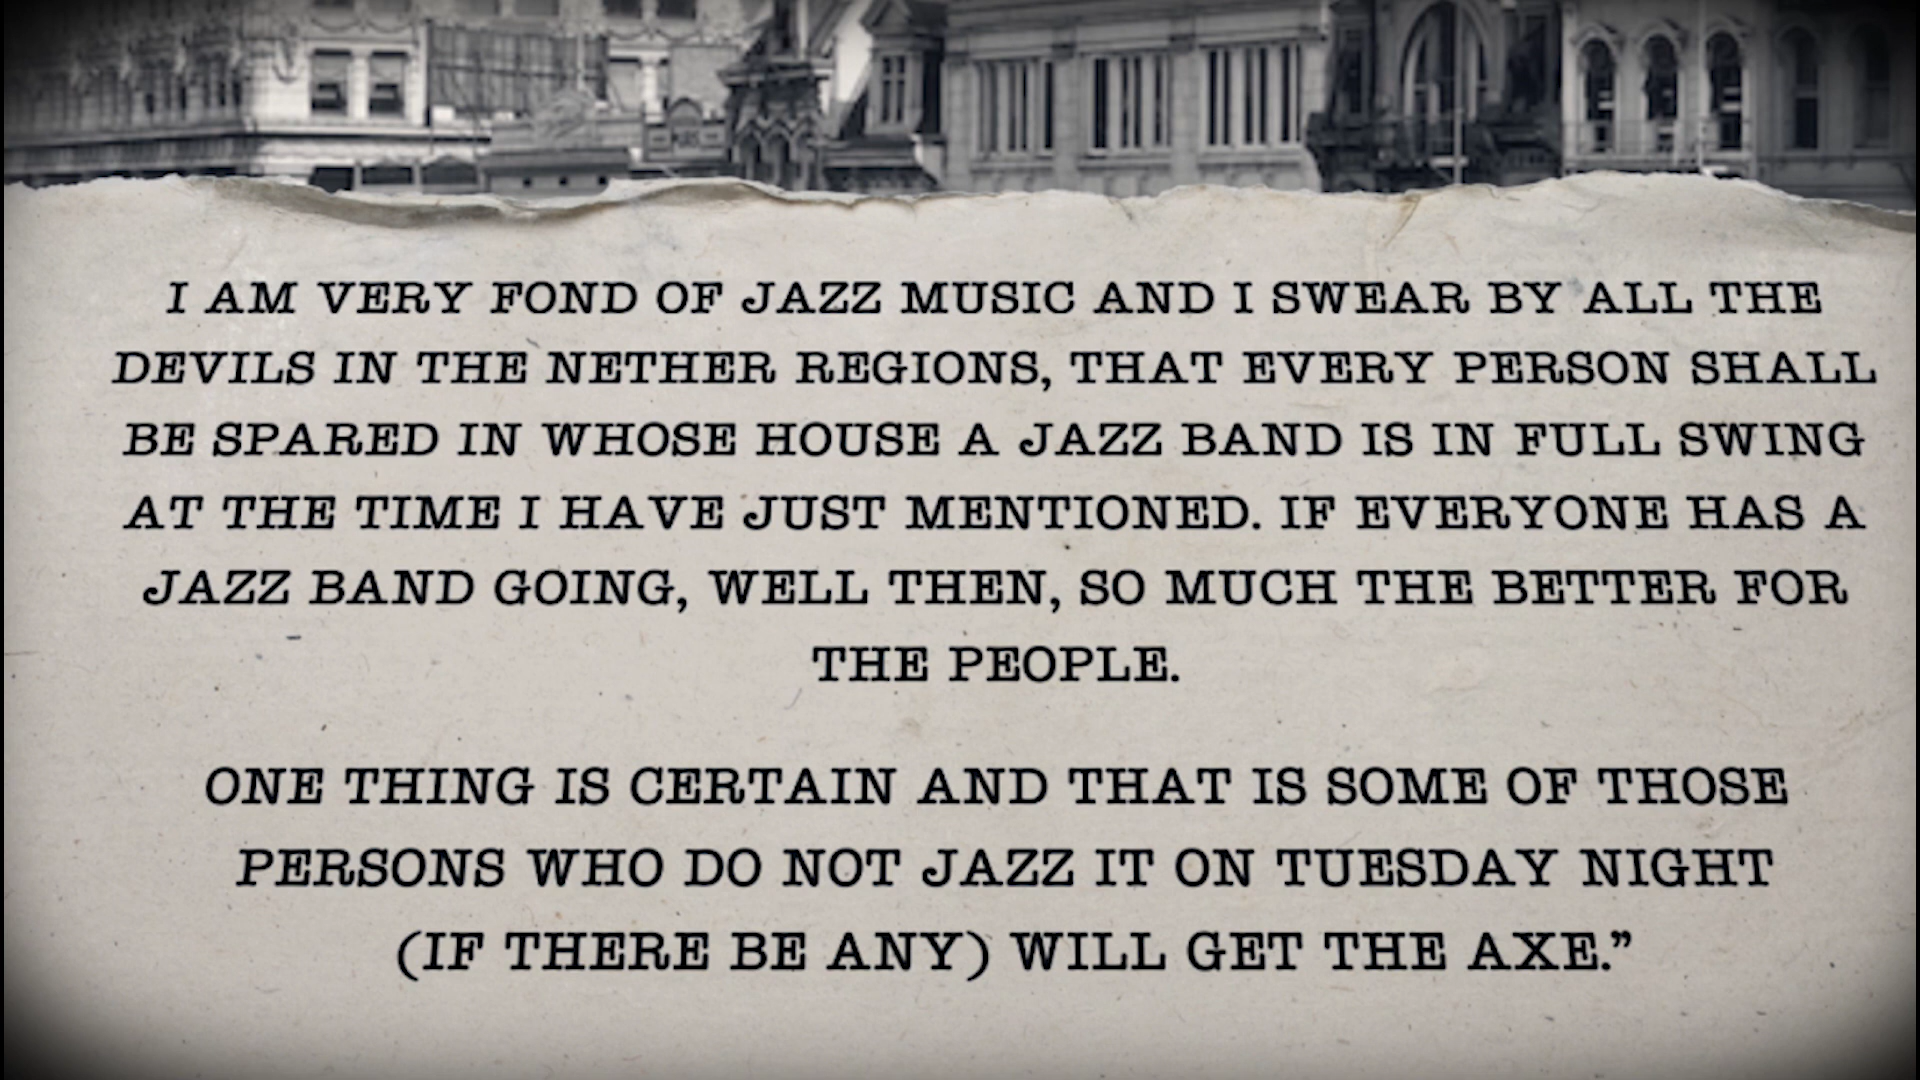 I AM VERY FOND OF JAZZ MUSIC AND I SWEAR BY ALL THE
DEVILS IN THE NETHER REGIONS, THAT EVERY PERSON SHALL
BE SPARED IN WHOSE HOUSE A JAZZ BAND IS IN FULL SWING
AT THE TIME I HAVE JUST MENTIONED. IF EVERYONE HAS A
JAZZ BAND GOING, WELL THEN, SO MUCH THE BETTER FOR
THE PEOPLE.
ONE THING IS CERTAIN AND THAT IS SOME OF THOSE
PERSONS WHO DO NOT JAZZ IT ON TUESDAY NIGHT
(IF THERE BE ANY) WILL GET THE AXE.”